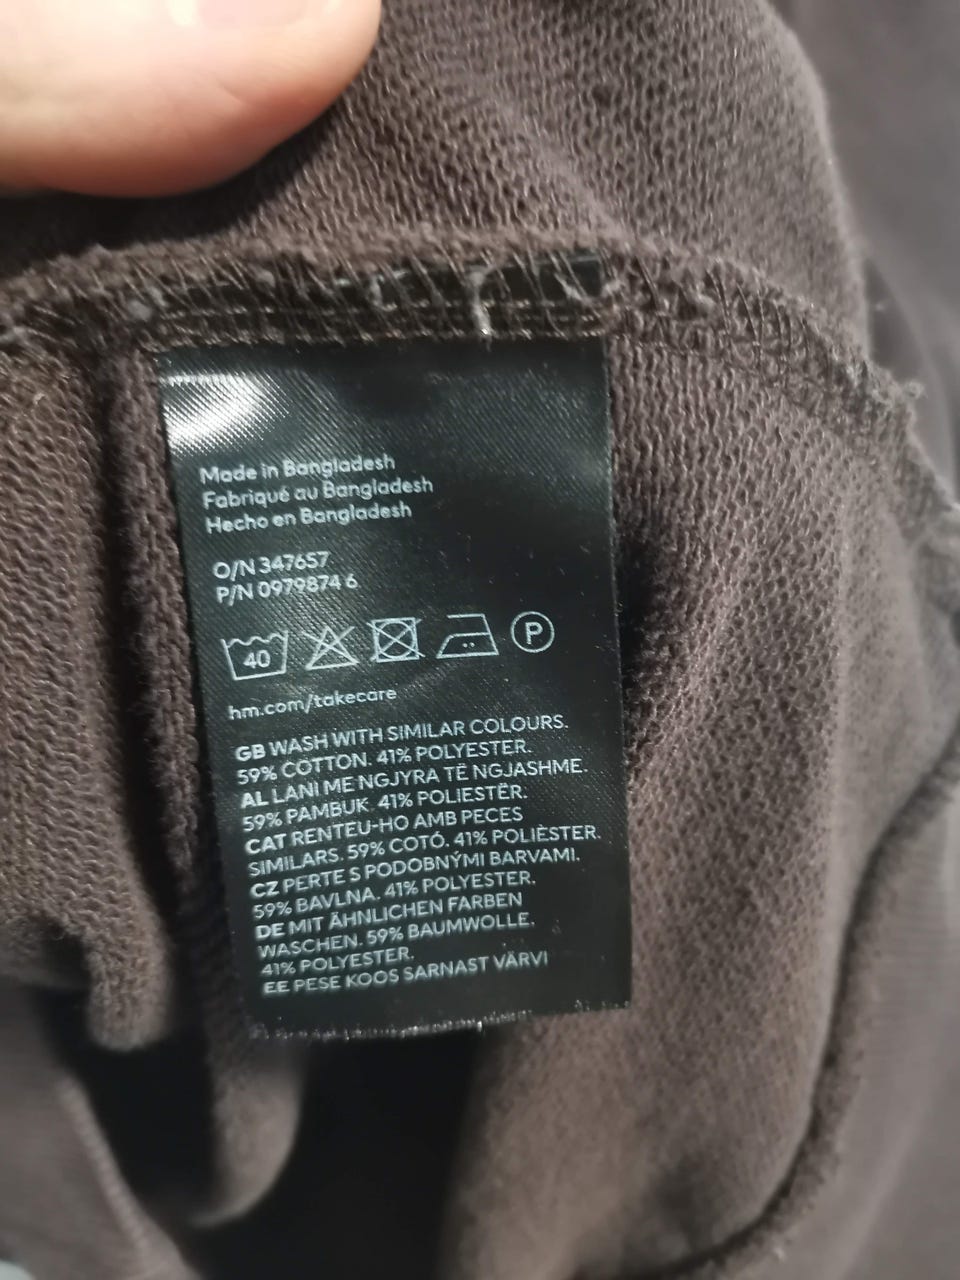 Made in Bangladesh
Fabriqué au Bangladesh
Hecho en Bangladesh
O/N 347657
P/N 0979874 6
40 P
hm.com/takecare
GB WASH WITH SIMILAR COLOURS.
59% COTTON. 41% POLYESTER.
AL LANI ME NGJYRA TË NGJASHME.
59% PAMBUK. 41% POLIESTËR.
CAT RENTEU-HO AMB PECES
SIMILARS. 59% COTÓ. 41% POLIÈSTER.
CZ PERTE S PODOBNÝMI BARVAMI.
59% BAVLNA. 41% POLYESTER.
DE MIT ÄHNLICHEN FARBEN
WASCHEN. 59% BAUMWOLLE.
41% POLYESTER.
EE PESE KOOS SARNAST VÄRVI